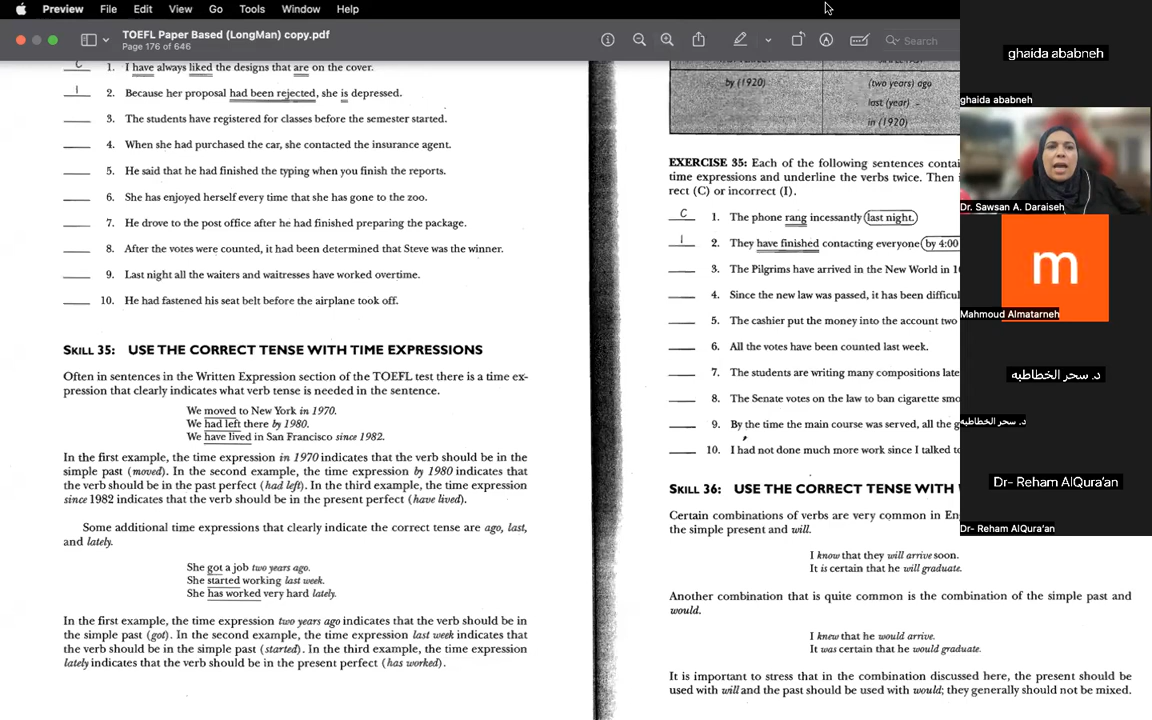 Preview File Edit View Go Tools Window Help
TOEFL Paper Based (LongMan) copy.pdf
Page 176 of 646
Search
C 1. I have always liked the designs that are on the cover.
I 2. Because her proposal had been rejected, she is depressed.
3. The students have registered for classes before the semester started.
4. When she had purchased the car, she contacted the insurance agent.
5. He said that he had finished the typing when you finish the reports.
6. She has enjoyed herself every time that she has gone to the zoo.
7. He drove to the post office after he had finished preparing the package.
8. After the votes were counted, it had been determined that Steve was the winner.
9. Last night all the waiters and waitresses have worked overtime.
10. He had fastened his seat belt before the airplane took off.
SKILL 35: USE THE CORRECT TENSE WITH TIME EXPRESSIONS
Often in sentences in the Written Expression section of the TOEFL test there is a time ex-
pression that clearly indicates what verb tense is needed in the sentence.
We moved to New York in 1970.
We had left there by 1980.
We have lived in San Francisco since 1982.
In the first example, the time expression in 1970 indicates that the verb should be in the
simple past (moved). In the second example, the time expression by 1980 indicates that
the verb should be in the past perfect (had left). In the third example, the time expression
since 1982 indicates that the verb should be in the present perfect (have lived).
Some additional time expressions that clearly indicate the correct tense are ago, last,
and lately.
She got a job two years ago.
She started working last week.
She has worked very hard lately.
In the first example, the time expression two years ago indicates that the verb should be in
the simple past (got). In the second example, the time expression last week indicates that
the verb should be in the simple past (started). In the third example, the time expression
lately indicates that the verb should be in the present perfect (has worked).
by (1920)
(two years) ago
last (year)
in (1920)
EXERCISE 35: Each of the following sentences contai
time expressions and underline the verbs twice. Then i
rect (C) or incorrect (I).
C 1. The phone rang incessantly last night.
I 2. They have finished contacting everyone by 4:00
3. The Pilgrims have arrived in the New World in 1
4. Since the new law was passed, it has been difficul
5. The cashier put the money into the account two
6. All the votes have been counted last week.
7. The students are writing many compositions late
8. The Senate votes on the law to ban cigarette smo
9. By the time the main course was served, all the g
10. I had not done much more work since I talked to
SKILL 36: USE THE CORRECT TENSE WITH
Certain combinations of verbs are very common in En
the simple present and will.
I know that they will arrive soon.
It is certain that he will graduate.
Another combination that is quite common is the combination of the simple past and
would.
I knew that he would arrive.
It was certain that he would graduate.
It is important to stress that in the combination discussed here, the present should be
used with will and the past should be used with would; they generally should not be mixed.
ghaida ababneh
ghaida ababneh
Dr. Sawsan A. Daraiseh
m
Mahmoud Almatarneh
د. سحر الخطاطبه
د. سحر الخطاطبه
Dr- Reham AlQura'an
Dr- Reham AlQura'an